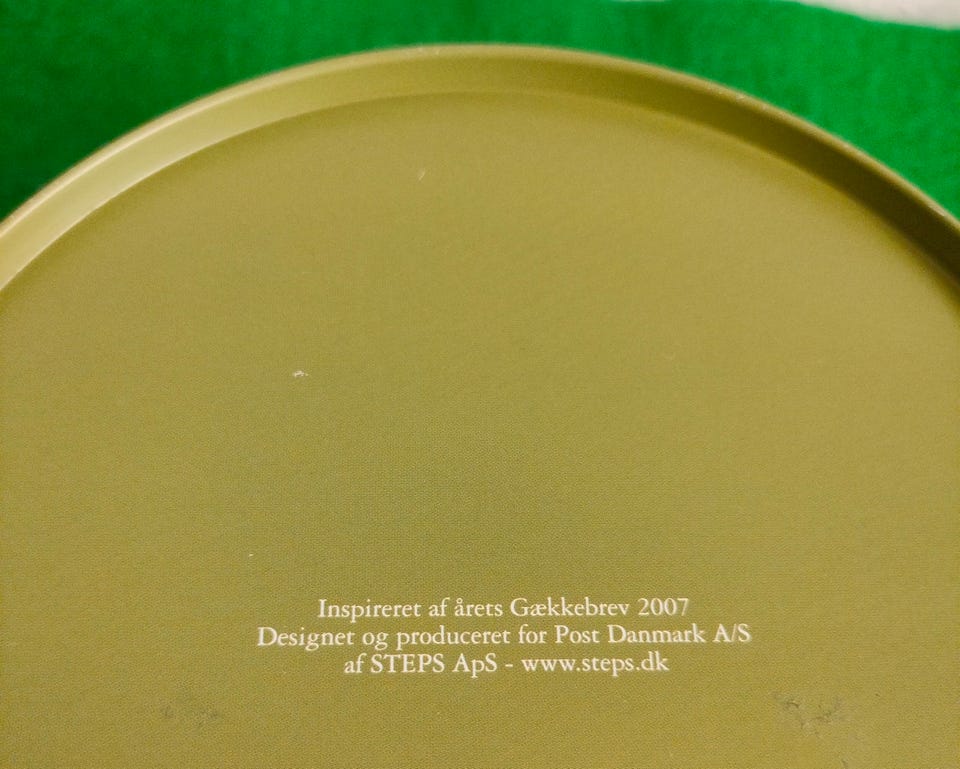 Inspireret af årets Gækkebrev 2007
Designet og produceret for Post Danmark A/S
af STEPS ApS - www.steps.dk